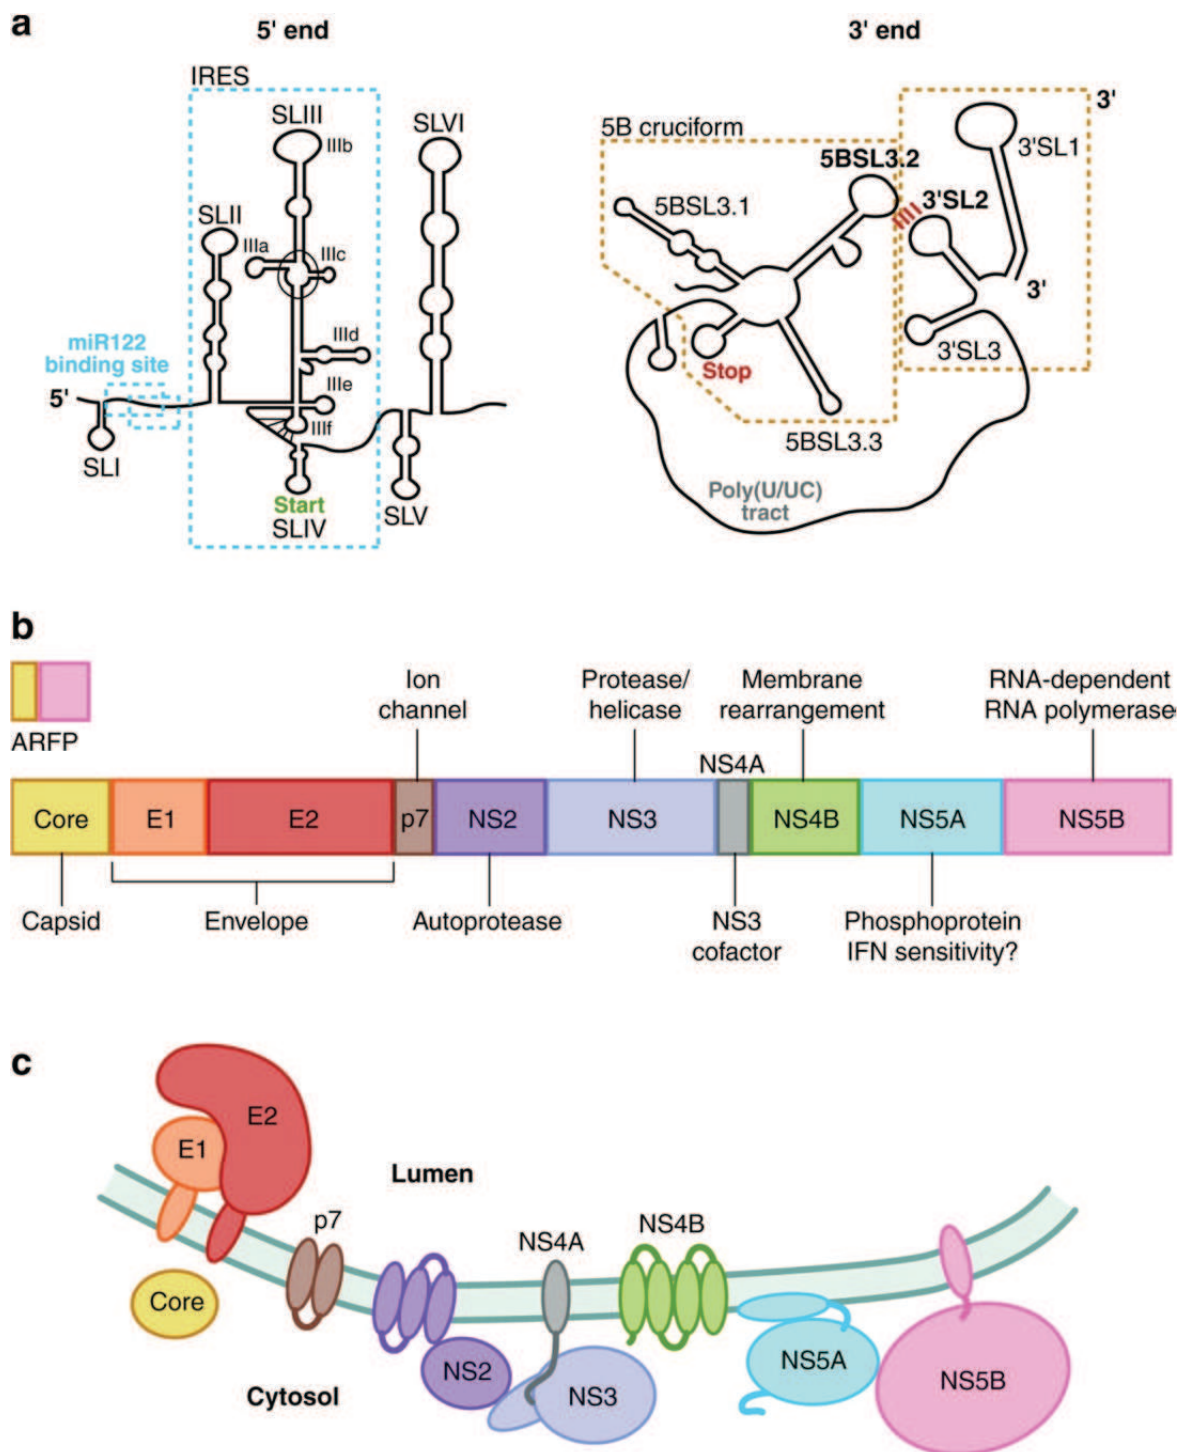 a
5' end
3' end
IRES
SLIII
IIIb
SLVI
SLII
IIIa
IIIc
IIId
miR122
binding site
5'
IIIe
IIIf
SLI
Start
SLIV
SLV
3'
5B cruciform
3'SL1
5BSL3.2
3'SL2
5BSL3.1
3'
3'SL3
Stop
5BSL3.3
Poly(U/UC)
tract
b
ARFP
Ion
channel
Protease/
helicase
Membrane
rearrangement
RNA-dependent
RNA polymerase
NS4A
Core
E1
E2
p7
NS2
NS3
NS4B
NS5A
NS5B
Capsid
Envelope
Autoprotease
NS3
cofactor
Phosphoprotein
IFN sensitivity?
c
E2
E1
Lumen
p7
NS4A
NS4B
Core
NS2
NS3
NS5A
NS5B
Cytosol